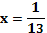 x = 1/13